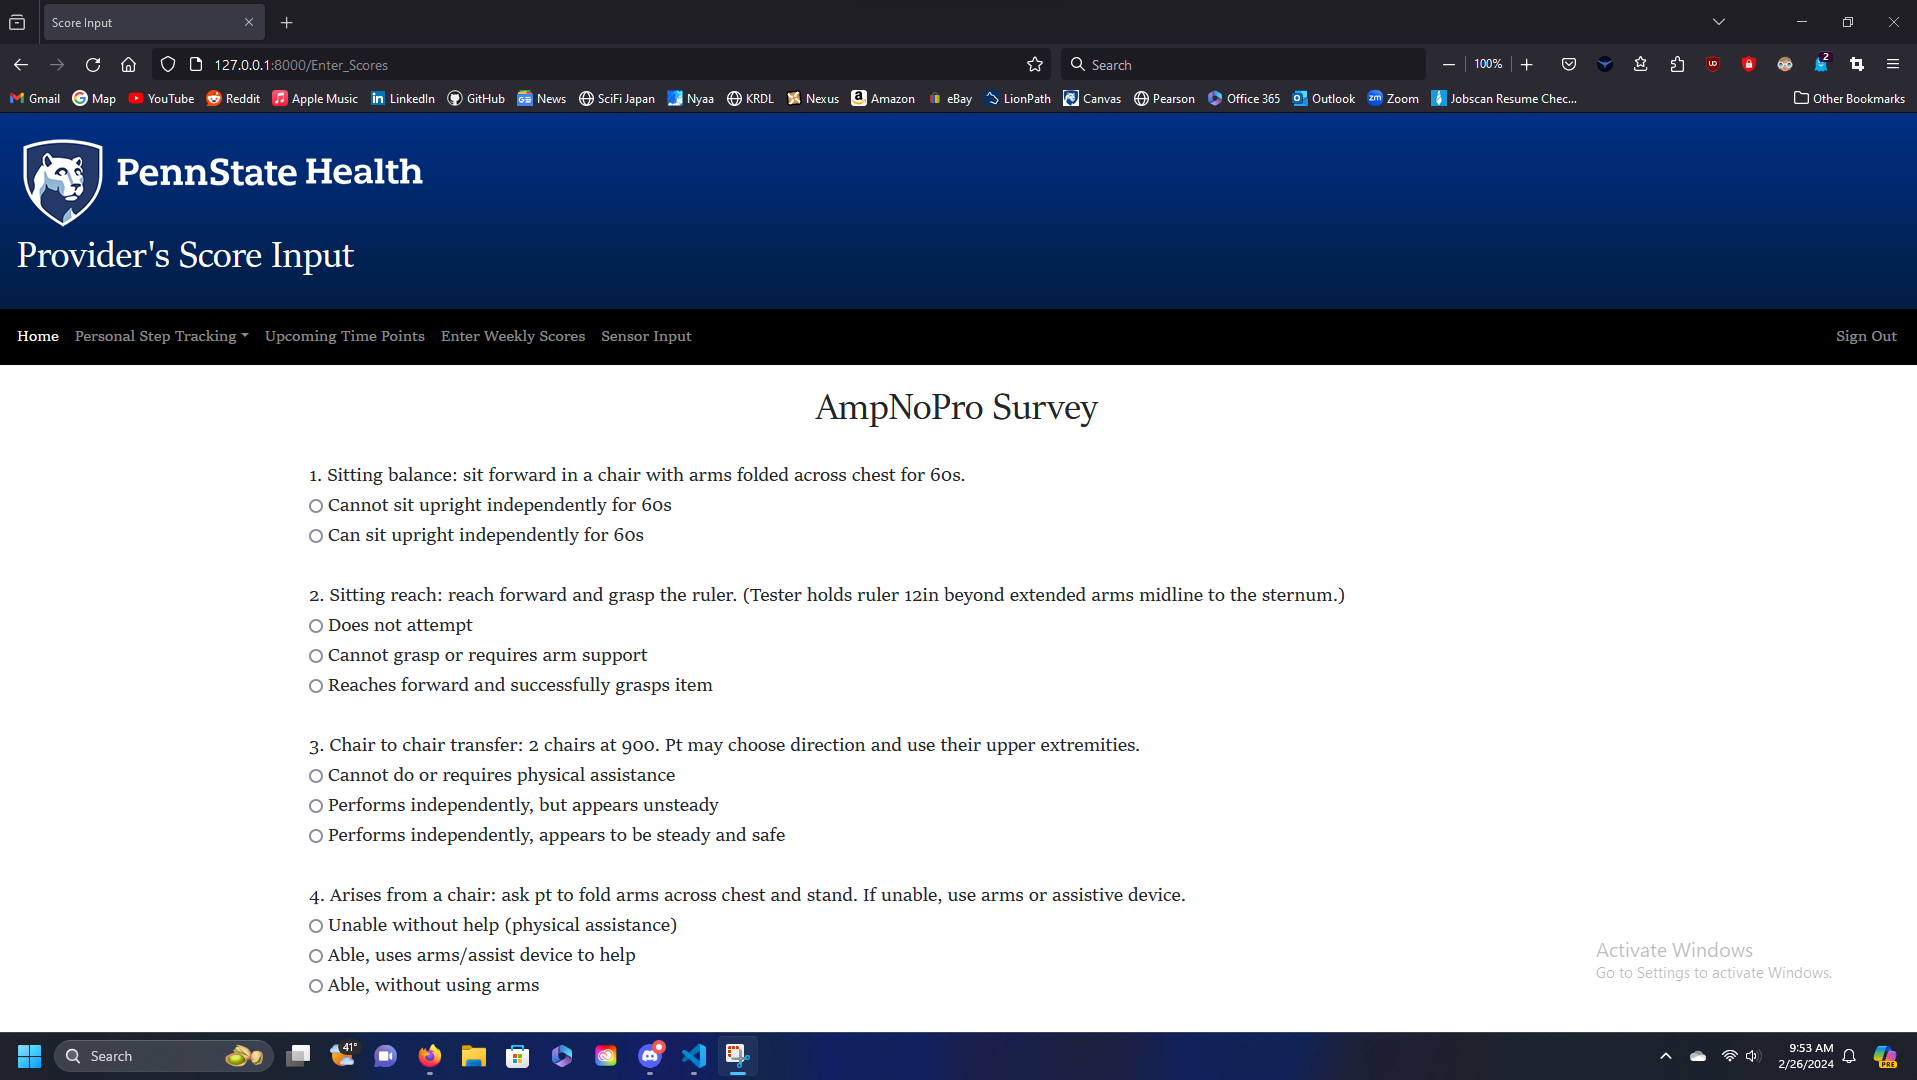 Score Input
127.0.0.1:8000/Enter_Scores
Search
100%
2
Gmail Map YouTube Reddit Apple Music LinkedIn GitHub News SciFi Japan Nyaa KRDL Nexus Amazon eBay LionPath Canvas Pearson Office 365 Outlook Zoom Jobscan Resume Chec... Other Bookmarks
PennState Health
Provider's Score Input
Home Personal Step Tracking Upcoming Time Points Enter Weekly Scores Sensor Input Sign Out
AmpNoPro Survey
1. Sitting balance: sit forward in a chair with arms folded across chest for 60s.
Cannot sit upright independently for 60s
Can sit upright independently for 60s
2. Sitting reach: reach forward and grasp the ruler. (Tester holds ruler 12in beyond extended arms midline to the sternum.)
Does not attempt
Cannot grasp or requires arm support
Reaches forward and successfully grasps item
3. Chair to chair transfer: 2 chairs at 900. Pt may choose direction and use their upper extremities.
Cannot do or requires physical assistance
Performs independently, but appears unsteady
Performs independently, appears to be steady and safe
4. Arises from a chair: ask pt to fold arms across chest and stand. If unable, use arms or assistive device.
Unable without help (physical assistance)
Able, uses arms/assist device to help
Able, without using arms
Activate Windows
Go to Settings to activate Windows.
Search
41°
9:53 AM
2/26/2024
PRE